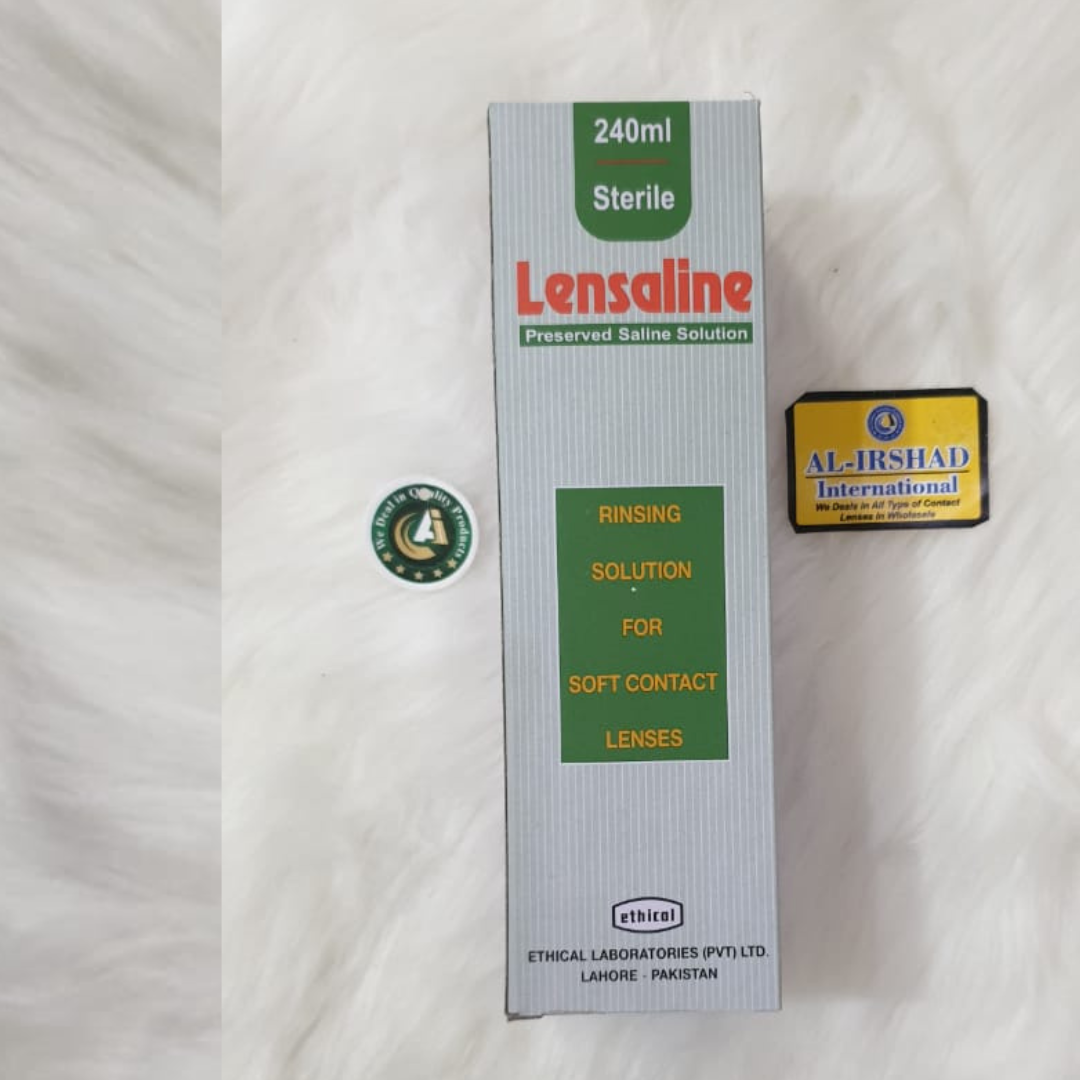 240ml
Sterile
Lensaline
Preserved Saline Solution
RINSING
SOLUTION
FOR
SOFT CONTACT
LENSES
ethical
ETHICAL LABORATORIES (PVT) LTD.
LAHORE - PAKISTAN
We Deal in Quality Products
Ai
AL-IRSHAD
International
We Deals in All Type of Contact
Lenses in Wholesale